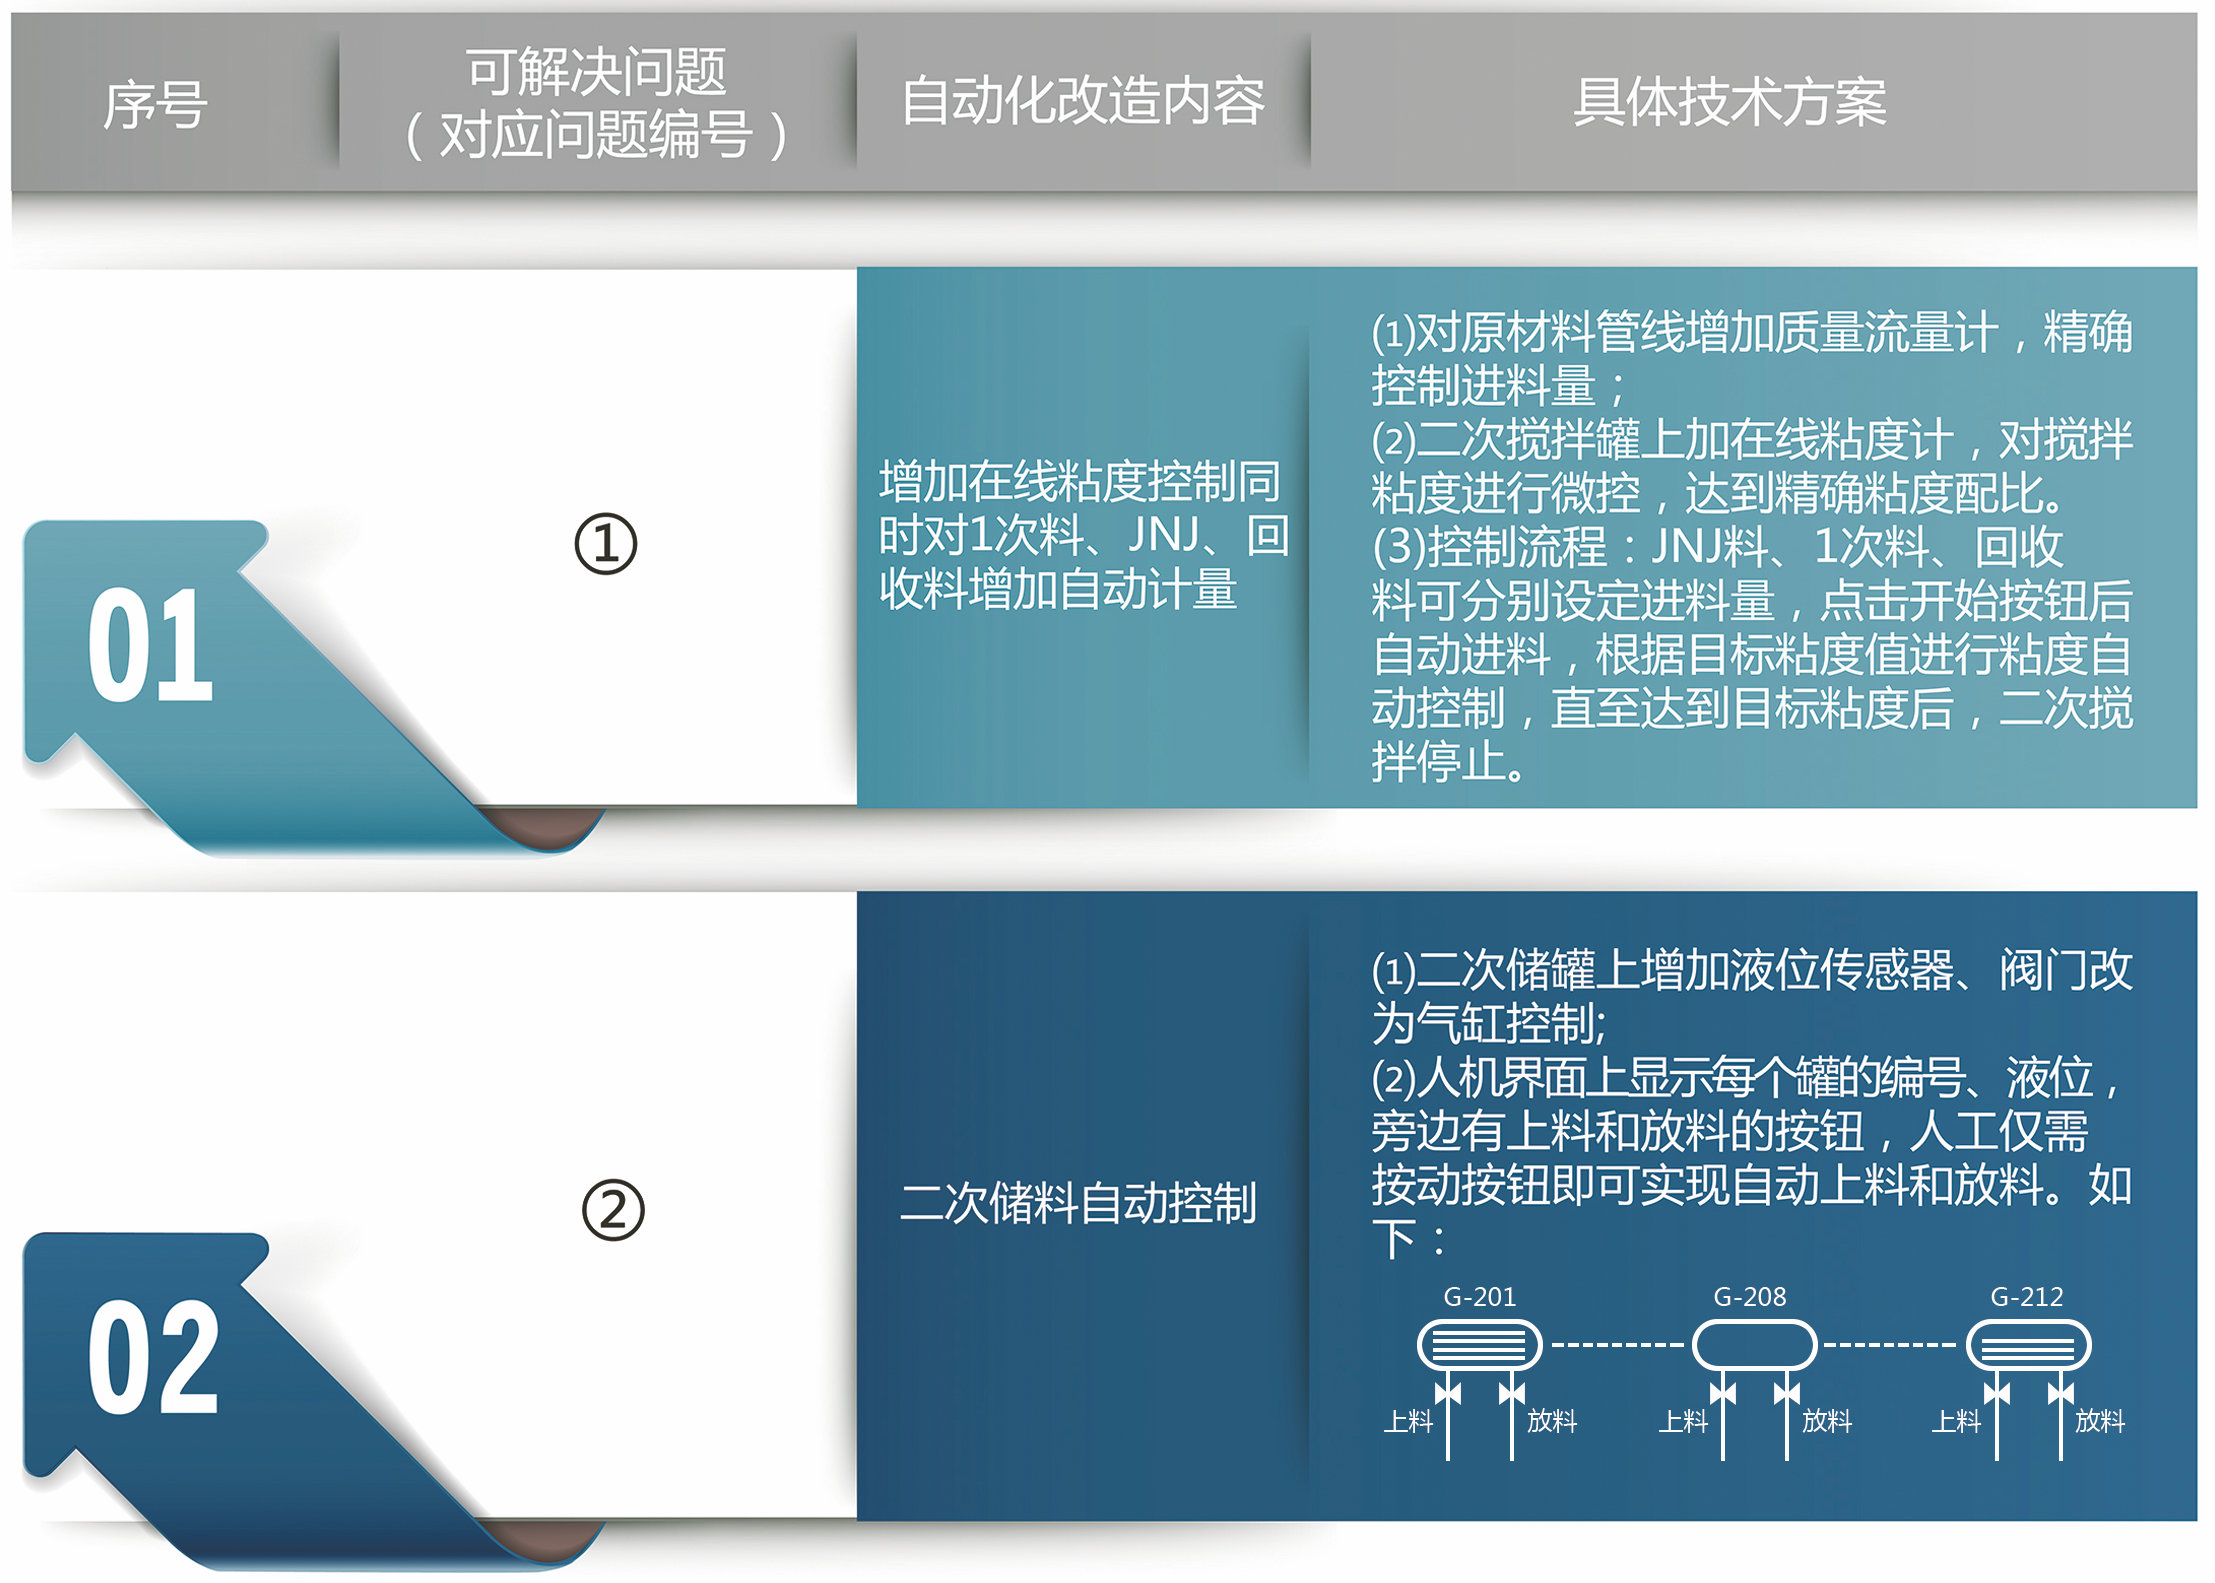 序号
可解决问题
（对应问题编号）
自动化改造内容
具体技术方案
01
①
增加在线粘度控制同
时对1次料、JNJ、回
收料增加自动计量
(1)对原材料管线增加质量流量计，精确
控制进料量；
(2)二次搅拌罐上加在线粘度计，对搅拌
粘度进行微控，达到精确粘度配比。
(3)控制流程：JNJ料、1次料、回收
料可分别设定进料量，点击开始按钮后
自动进料，根据目标粘度值进行粘度自
动控制，直至达到目标粘度后，二次搅
拌停止。
02
②
二次储料自动控制
(1)二次储罐上增加液位传感器、阀门改
为气缸控制;
(2)人机界面上显示每个罐的编号、液位，
旁边有上料和放料的按钮，人工仅需
按动按钮即可实现自动上料和放料。如
下：
G-201
G-208
G-212
上料
放料
上料
放料
上料
放料